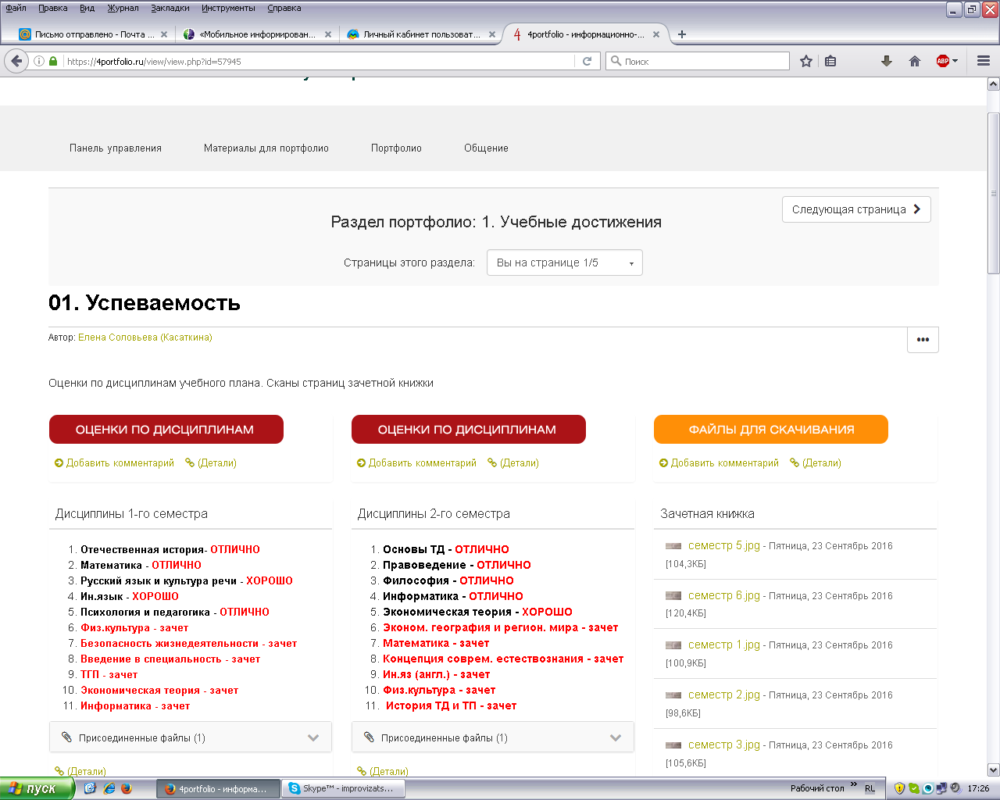 Файл Правка Вид Журнал Закладки Инструменты Справка
Письмо отправлено - Почта ... «Мобильное информирован... Личный кабинет пользоват... 4portfolio - информационно-...
https://4portfolio.ru/view/view.php?id=57945 Поиск ABP
Панель управления Материалы для портфолио Портфолио Общение
Следующая страница
Раздел портфолио: 1. Учебные достижения
Страницы этого раздела: Вы на странице 1/5
01. Успеваемость
Автор: Елена Соловьева (Касаткина)
Оценки по дисциплинам учебного плана. Сканы страниц зачетной книжки
ОЦЕНКИ ПО ДИСЦИПЛИНАМ
Добавить комментарий (Детали)
Дисциплины 1-го семестра
1. Отечественная история- ОТЛИЧНО
2. Математика - ОТЛИЧНО
3. Русский язык и культура речи - ХОРОШО
4. Ин.язык - ХОРОШО
5. Психология и педагогика - ОТЛИЧНО
6. Физ.культура - зачет
7. Безопасность жизнедеятельности - зачет
8. Введение в специальность - зачет
9. ТГП - зачет
10. Экономическая теория - зачет
11. Информатика - зачет
Присоединенные файлы (1)
(Детали)
ОЦЕНКИ ПО ДИСЦИПЛИНАМ
Добавить комментарий (Детали)
Дисциплины 2-го семестра
1. Основы ТД - ОТЛИЧНО
2. Правоведение - ОТЛИЧНО
3. Философия - ОТЛИЧНО
4. Информатика - ОТЛИЧНО
5. Экономическая теория - ХОРОШО
6. Эконом. география и регион. мира - зачет
7. Математика - зачет
8. Концепция соврем. естествознания - зачет
9. Ин.яз (англ.) - зачет
10. Физ.культура - зачет
11. История ТД и ТП - зачет
Присоединенные файлы (1)
(Детали)
ФАЙЛЫ ДЛЯ СКАЧИВАНИЯ
Добавить комментарий (Детали)
Зачетная книжка
семестр 5.jpg - Пятница, 23 Сентябрь 2016
[104,3КБ]
семестр 6.jpg - Пятница, 23 Сентябрь 2016
[120,4КБ]
семестр 1.jpg - Пятница, 23 Сентябрь 2016
[100,9КБ]
семестр 2.jpg - Пятница, 23 Сентябрь 2016
[98,6КБ]
семестр 3.jpg - Пятница, 23 Сентябрь 2016
[105,6КБ]
пуск 4portfolio - информа... Skype™ - improvizats... Рабочий стол » RL 17:26